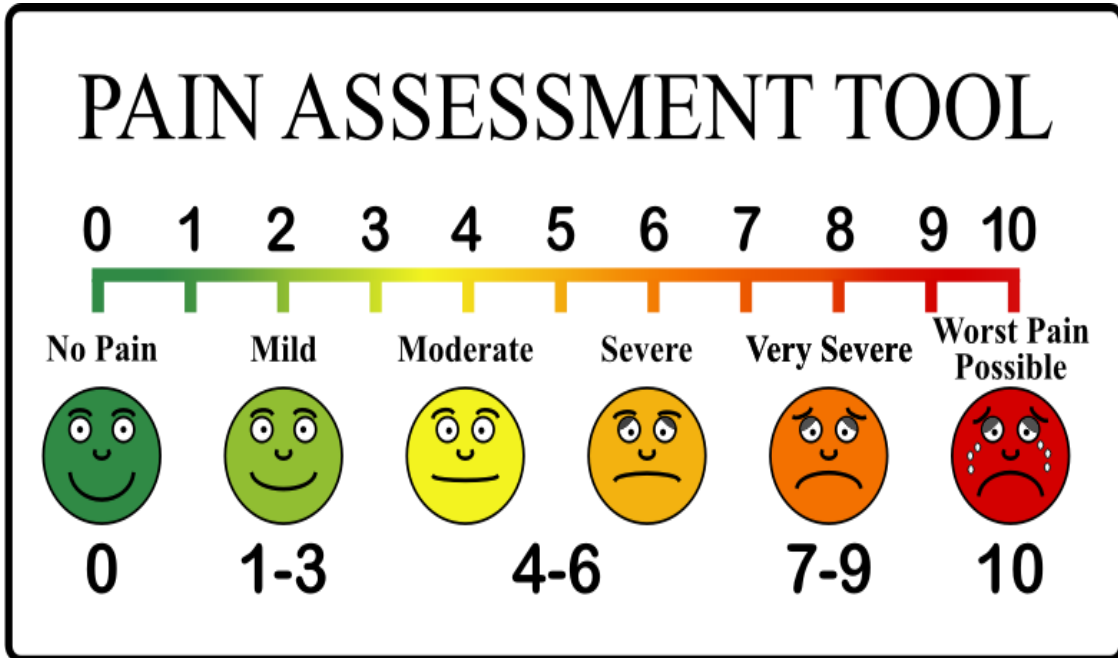 PAIN ASSESSMENT TOOL
0 1 2 3 4 5 6 7 8 9 10
No Pain Mild Moderate Severe Very Severe Worst Pain Possible
0 1-3 4-6 7-9 10